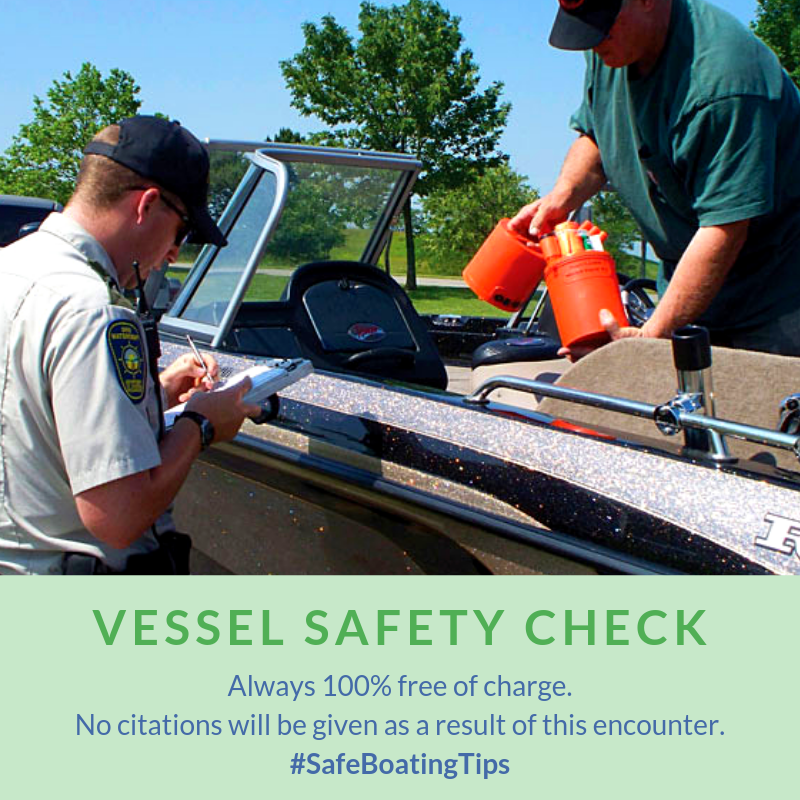 VESSEL SAFETY CHECK
Always 100% free of charge.
No citations will be given as a result of this encounter.
#SafeBoatingTips